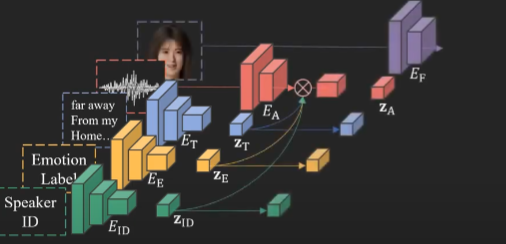 E_F
E_A
z_A
far away
From my
Home…
E_T
z_T
Emotion
Label
E_E
z_E
Speaker
ID
E_ID
z_ID